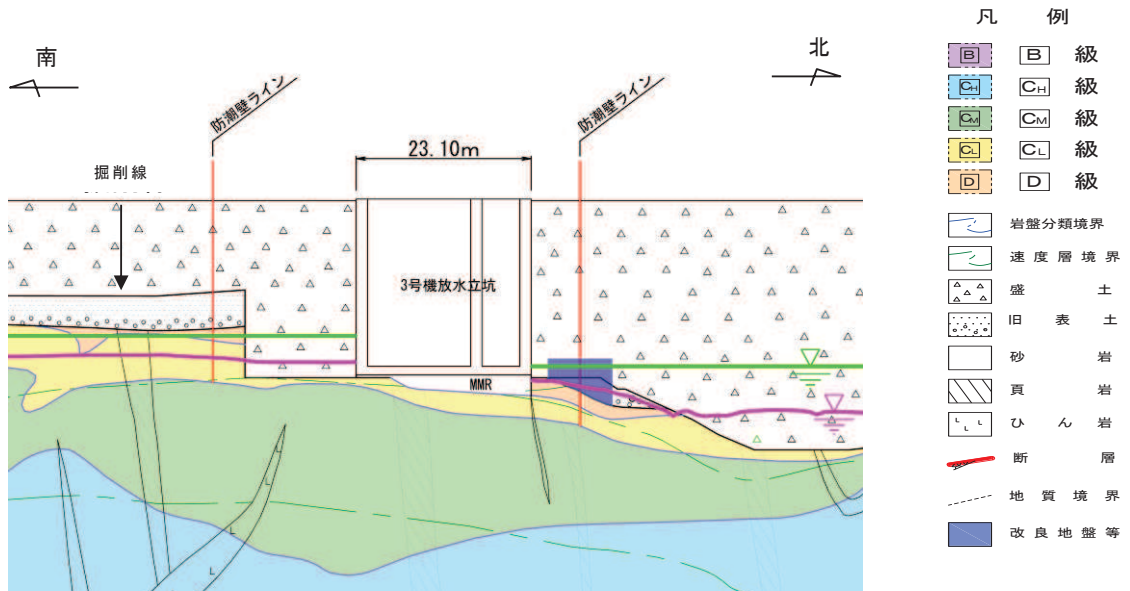 南
北
防潮壁ライン
防潮壁ライン
23.10m
掘削線
3号機放水立坑
MMR
L
L
L
凡例
B B 級
CH CH 級
CM CM 級
CL CL 級
D D 級
岩盤分類境界
速度層境界
盛土
旧表土
砂岩
頁岩
L L L ひん岩
断層
地質境界
改良地盤等